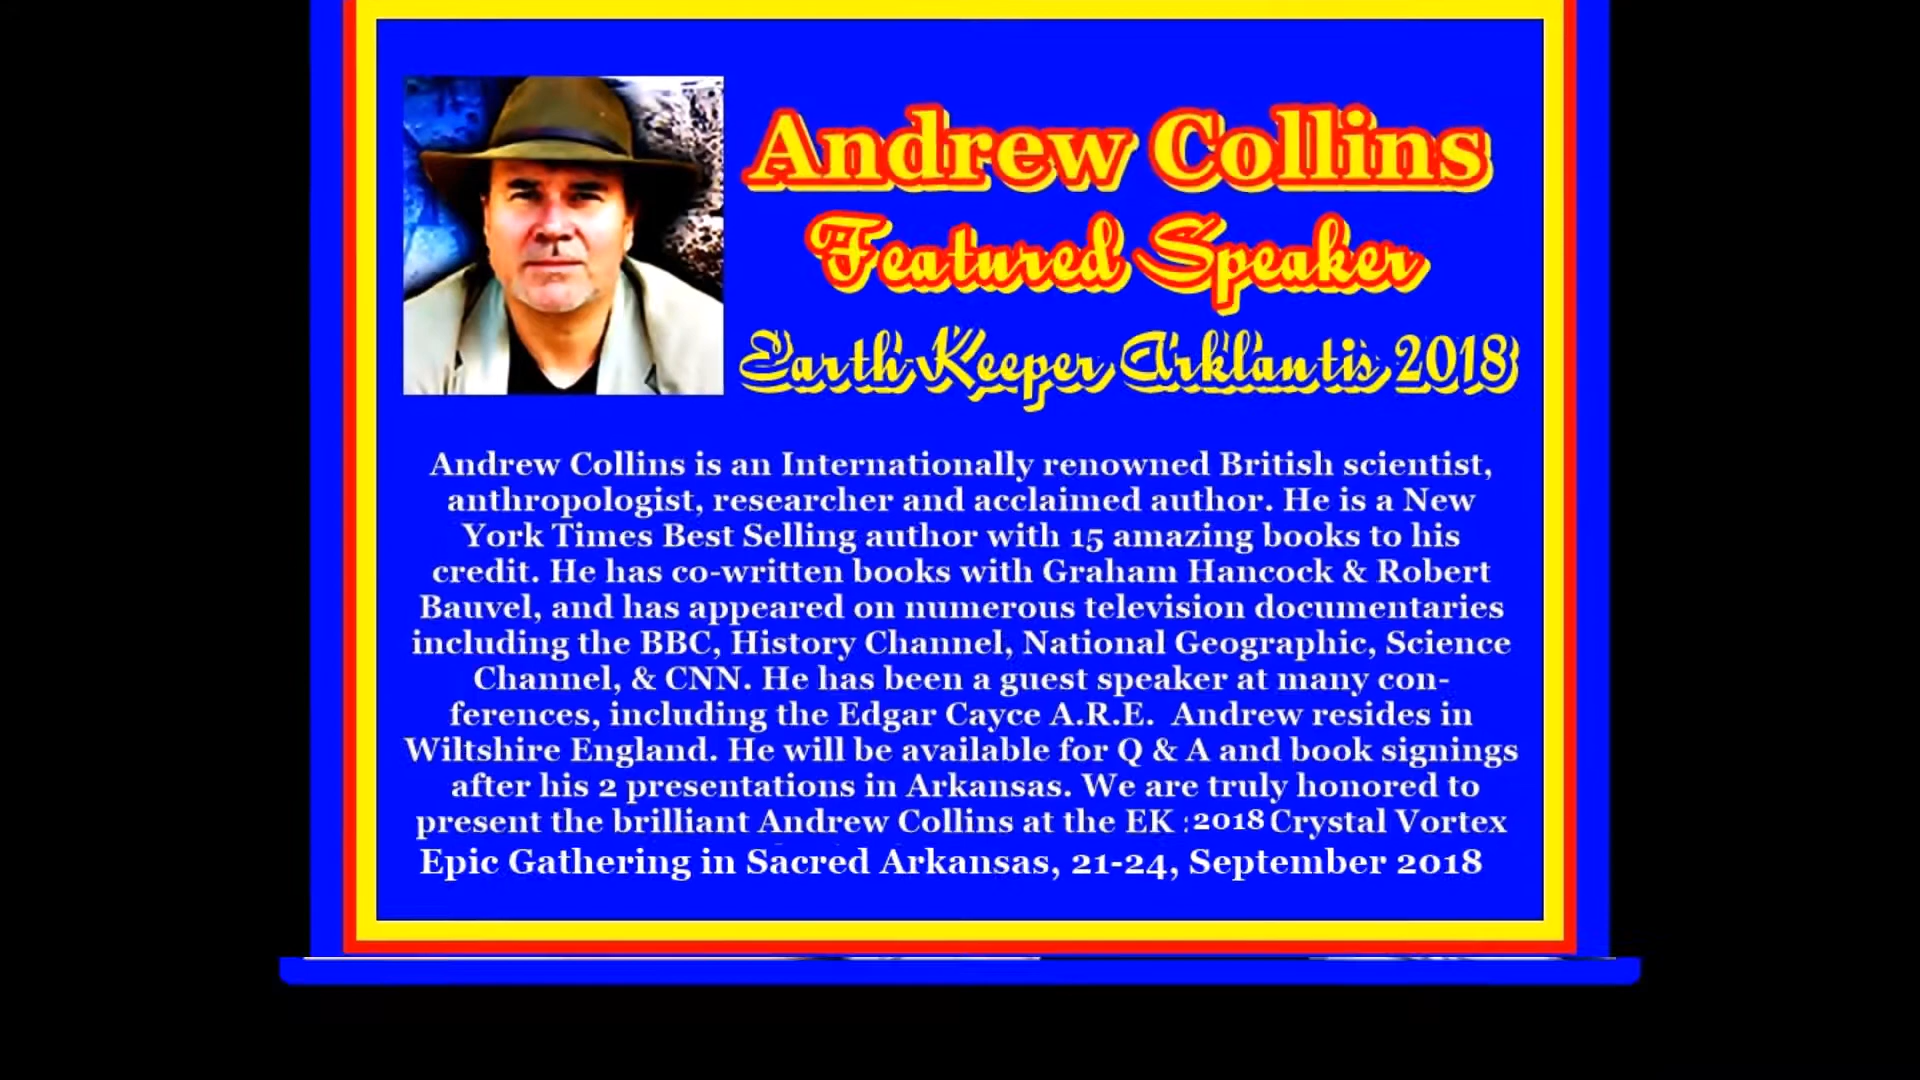 Andrew Collins
Featured Speaker
Earth-Keeper Arklantis 2018
Andrew Collins is an Internationally renowned British scientist,
anthropologist, researcher and acclaimed author. He is a New
York Times Best Selling author with 15 amazing books to his
credit. He has co-written books with Graham Hancock & Robert
Bauvel, and has appeared on numerous television documentaries
including the BBC, History Channel, National Geographic, Science
Channel, & CNN. He has been a guest speaker at many con-
ferences, including the Edgar Cayce A.R.E. Andrew resides in
Wiltshire England. He will be available for Q & A and book signings
after his 2 presentations in Arkansas. We are truly honored to
present the brilliant Andrew Collins at the EK :2018 Crystal Vortex
Epic Gathering in Sacred Arkansas, 21-24, September 2018